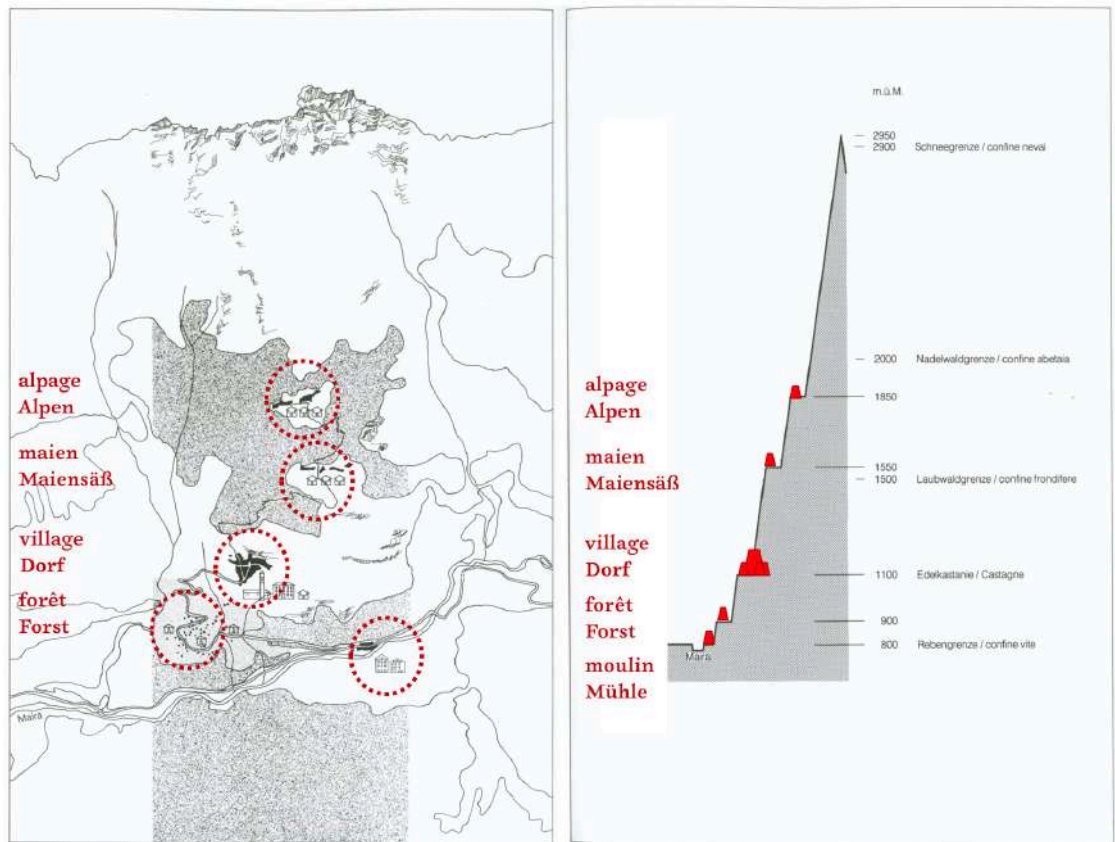 alpage
Alpen
maien
Maiensäß
village
Dorf
forêt
Forst
Maira
m.ü.M.
2950
2900 Schneegrenze / confine nevai
2000 Nadelwaldgrenze / confine abetaia
1850
1550
1500 Laubwaldgrenze / confine frondifere
1100 Edelkastanie / Castagne
900
800 Rebengrenze / confine vite
alpage
Alpen
maien
Maiensäß
village
Dorf
forêt
Forst
moulin
Mühle
Maira